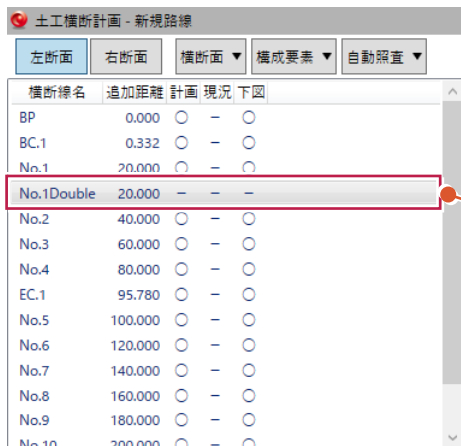 土工横断計画 - 新規路線
左断面 右断面 横断面 ▼ 構成要素 ▼ 自動照査 ▼
横断線名 追加距離 計画 現況 下図
BP 0.000 ○ － ○
BC.1 0.332 ○ － ○
No.1 20.000 ○ － ○
No.1Double 20.000 － － －
No.2 40.000 ○ － ○
No.3 60.000 ○ － ○
No.4 80.000 ○ － ○
EC.1 95.780 ○ － ○
No.5 100.000 ○ － ○
No.6 120.000 ○ － ○
No.7 140.000 ○ － ○
No.8 160.000 ○ － ○
No.9 180.000 ○ － ○
No.10 200.000 ○ － ○